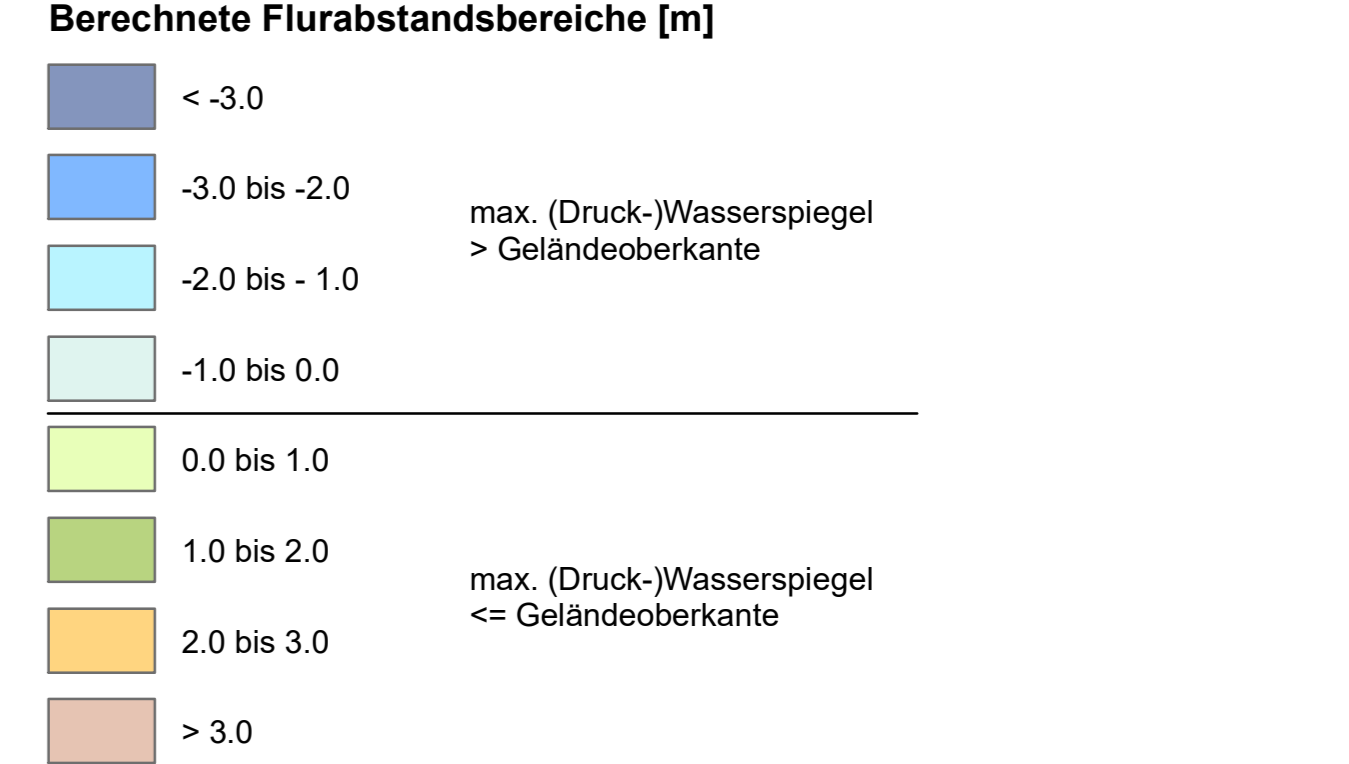 Berechnete Flurabstandsbereiche [m]
< -3.0
-3.0 bis -2.0
max. (Druck-)Wasserspiegel
> Geländeoberkante
-2.0 bis - 1.0
-1.0 bis 0.0
0.0 bis 1.0
1.0 bis 2.0
max. (Druck-)Wasserspiegel
<= Geländeoberkante
2.0 bis 3.0
> 3.0